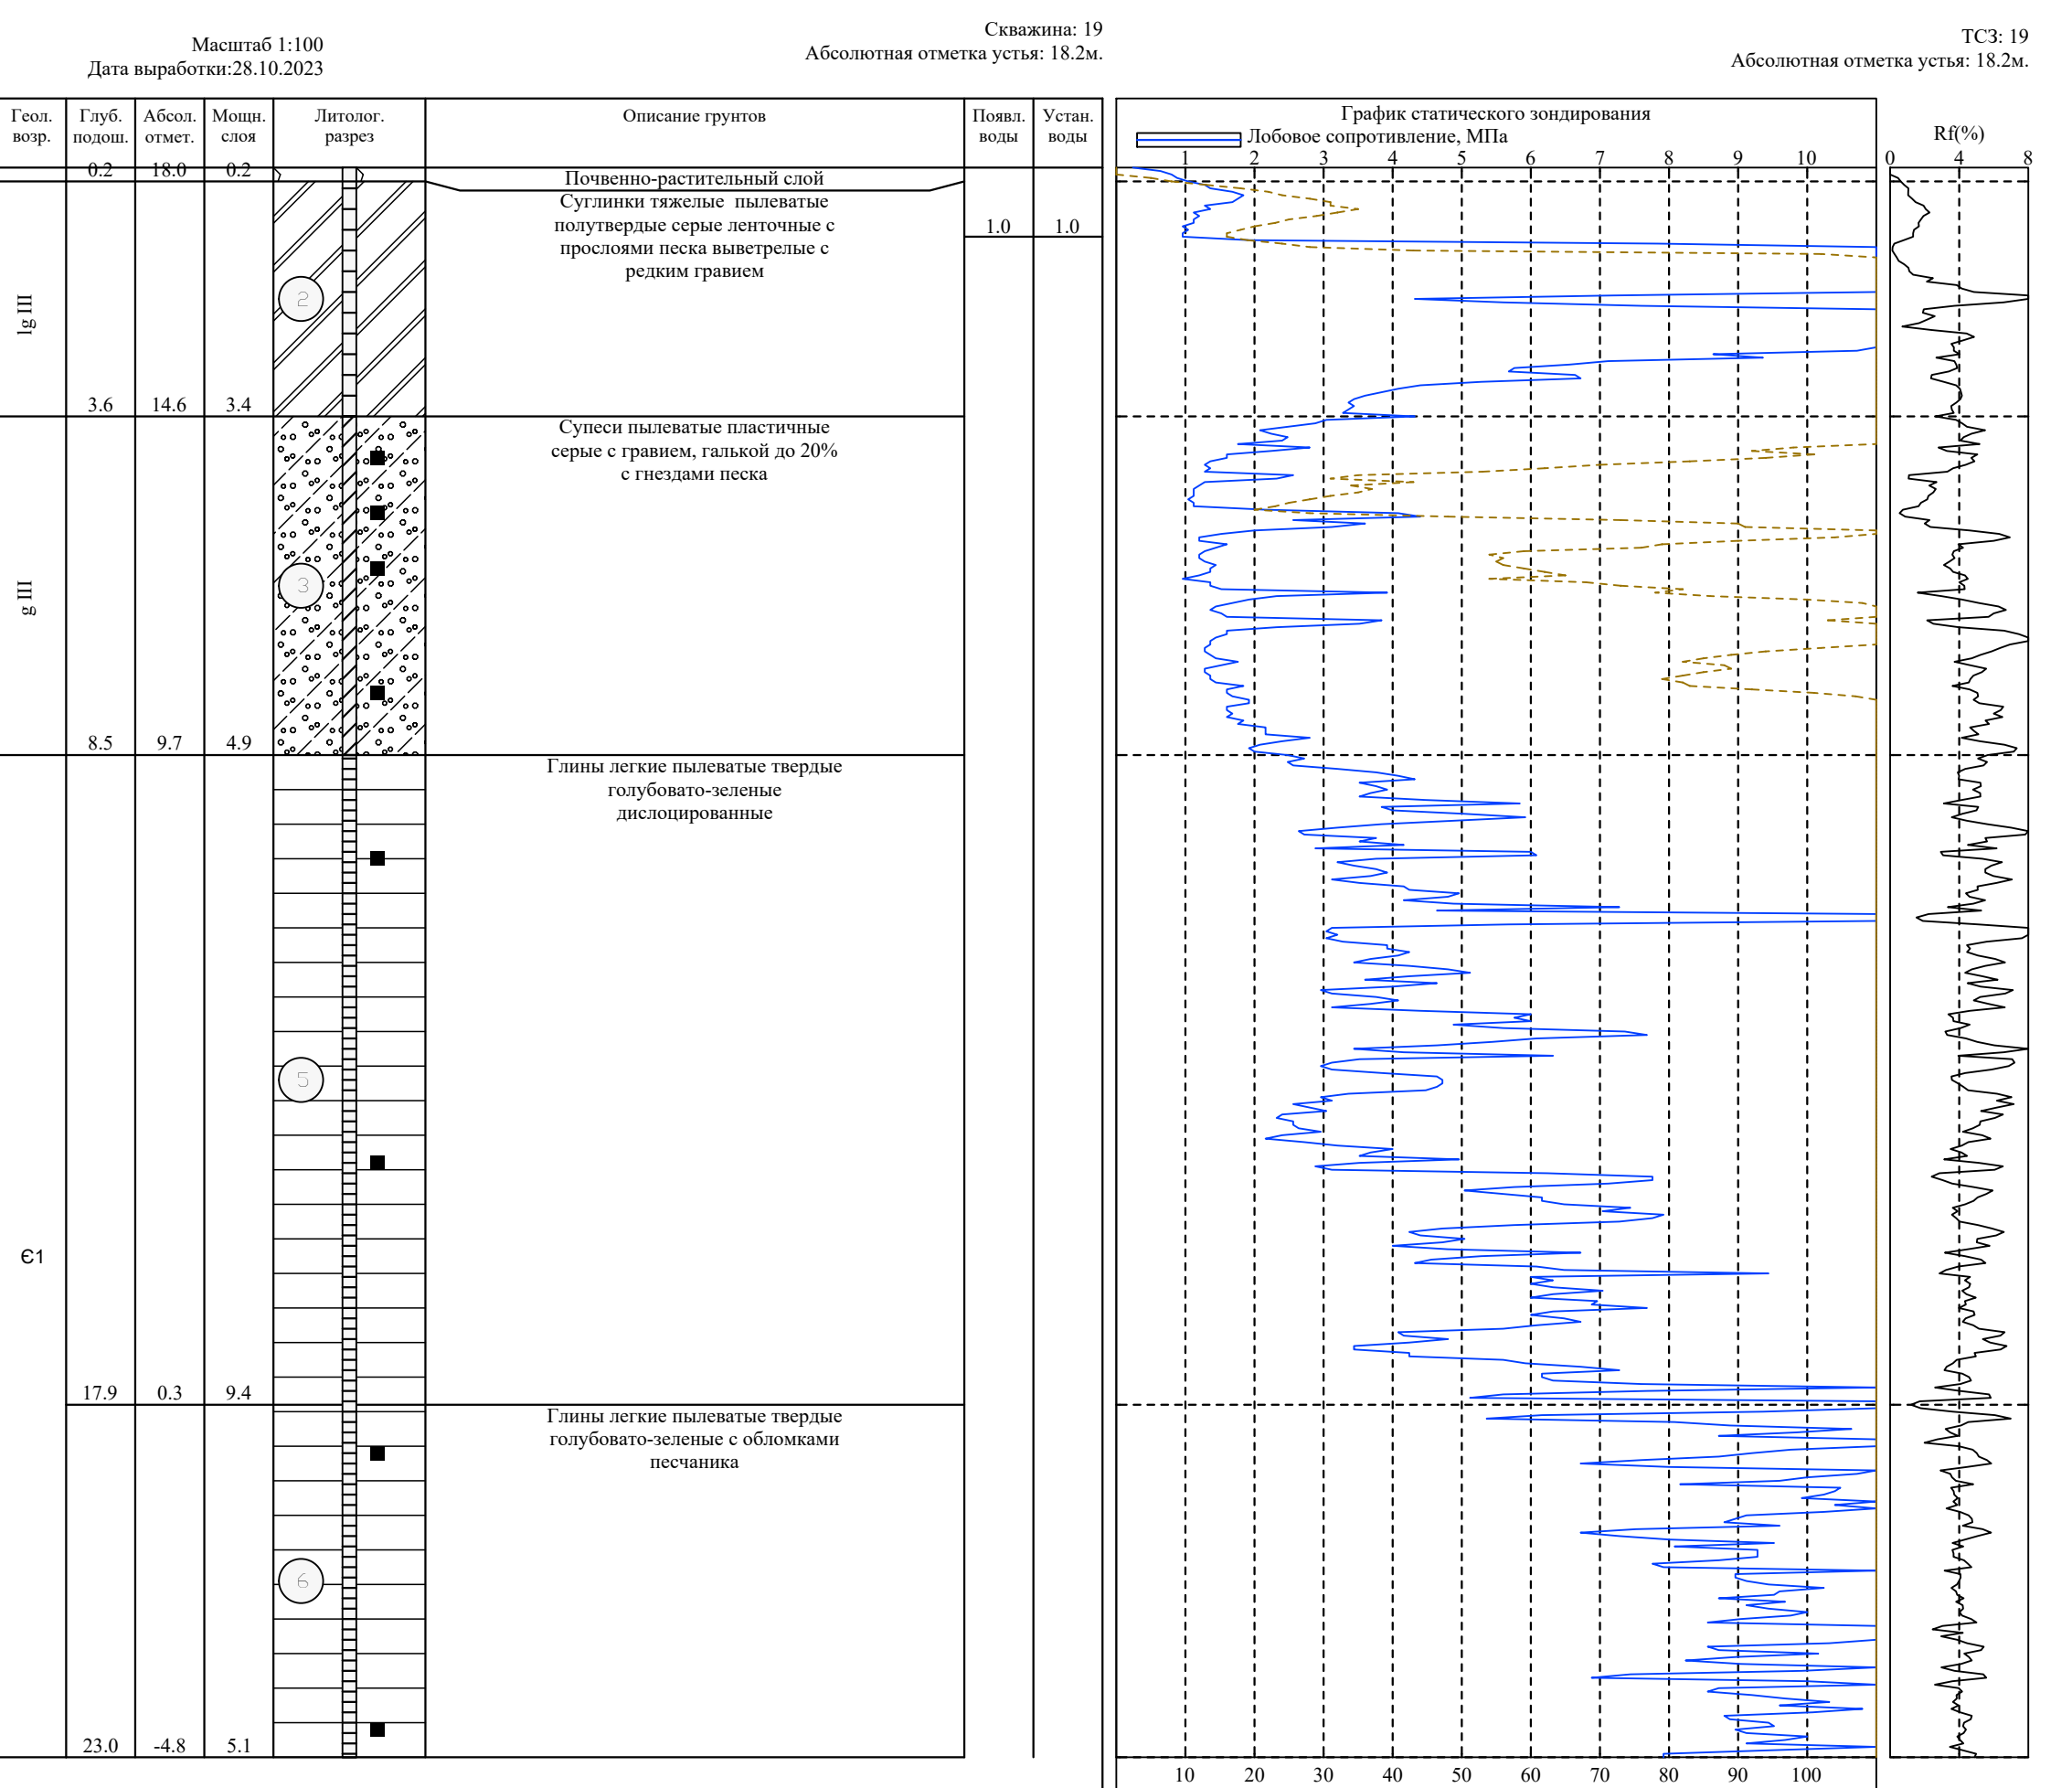 Масштаб 1:100
Дата выработки:28.10.2023
Скважина: 19
Абсолютная отметка устья: 18.2м.
ТСЗ: 19
Абсолютная отметка устья: 18.2м.
Геол. возр.
Глуб. подош.
Абсол. отмет.
Мощн. слоя
Литолог. разрез
Описание грунтов
Появл. воды
Устан. воды
График статического зондирования
Лобовое сопротивление, МПа
1 2 3 4 5 6 7 8 9 10
Rf(%)
0 4 8
0.2 18.0 0.2
Почвенно-растительный слой
Суглинки тяжелые пылеватые
полутвердые серые ленточные с
прослоями песка выветрелые с
редким гравием
1.0 1.0
lg III
2
3.6 14.6 3.4
Супеси пылеватые пластичные
серые с гравием, галькой до 20%
с гнездами песка
g III
3
8.5 9.7 4.9
Глины легкие пылеватые твердые
голубовато-зеленые
дислоцированные
5
Є1
17.9 0.3 9.4
Глины легкие пылеватые твердые
голубовато-зеленые с обломками
песчаника
6
23.0 -4.8 5.1
10 20 30 40 50 60 70 80 90 100